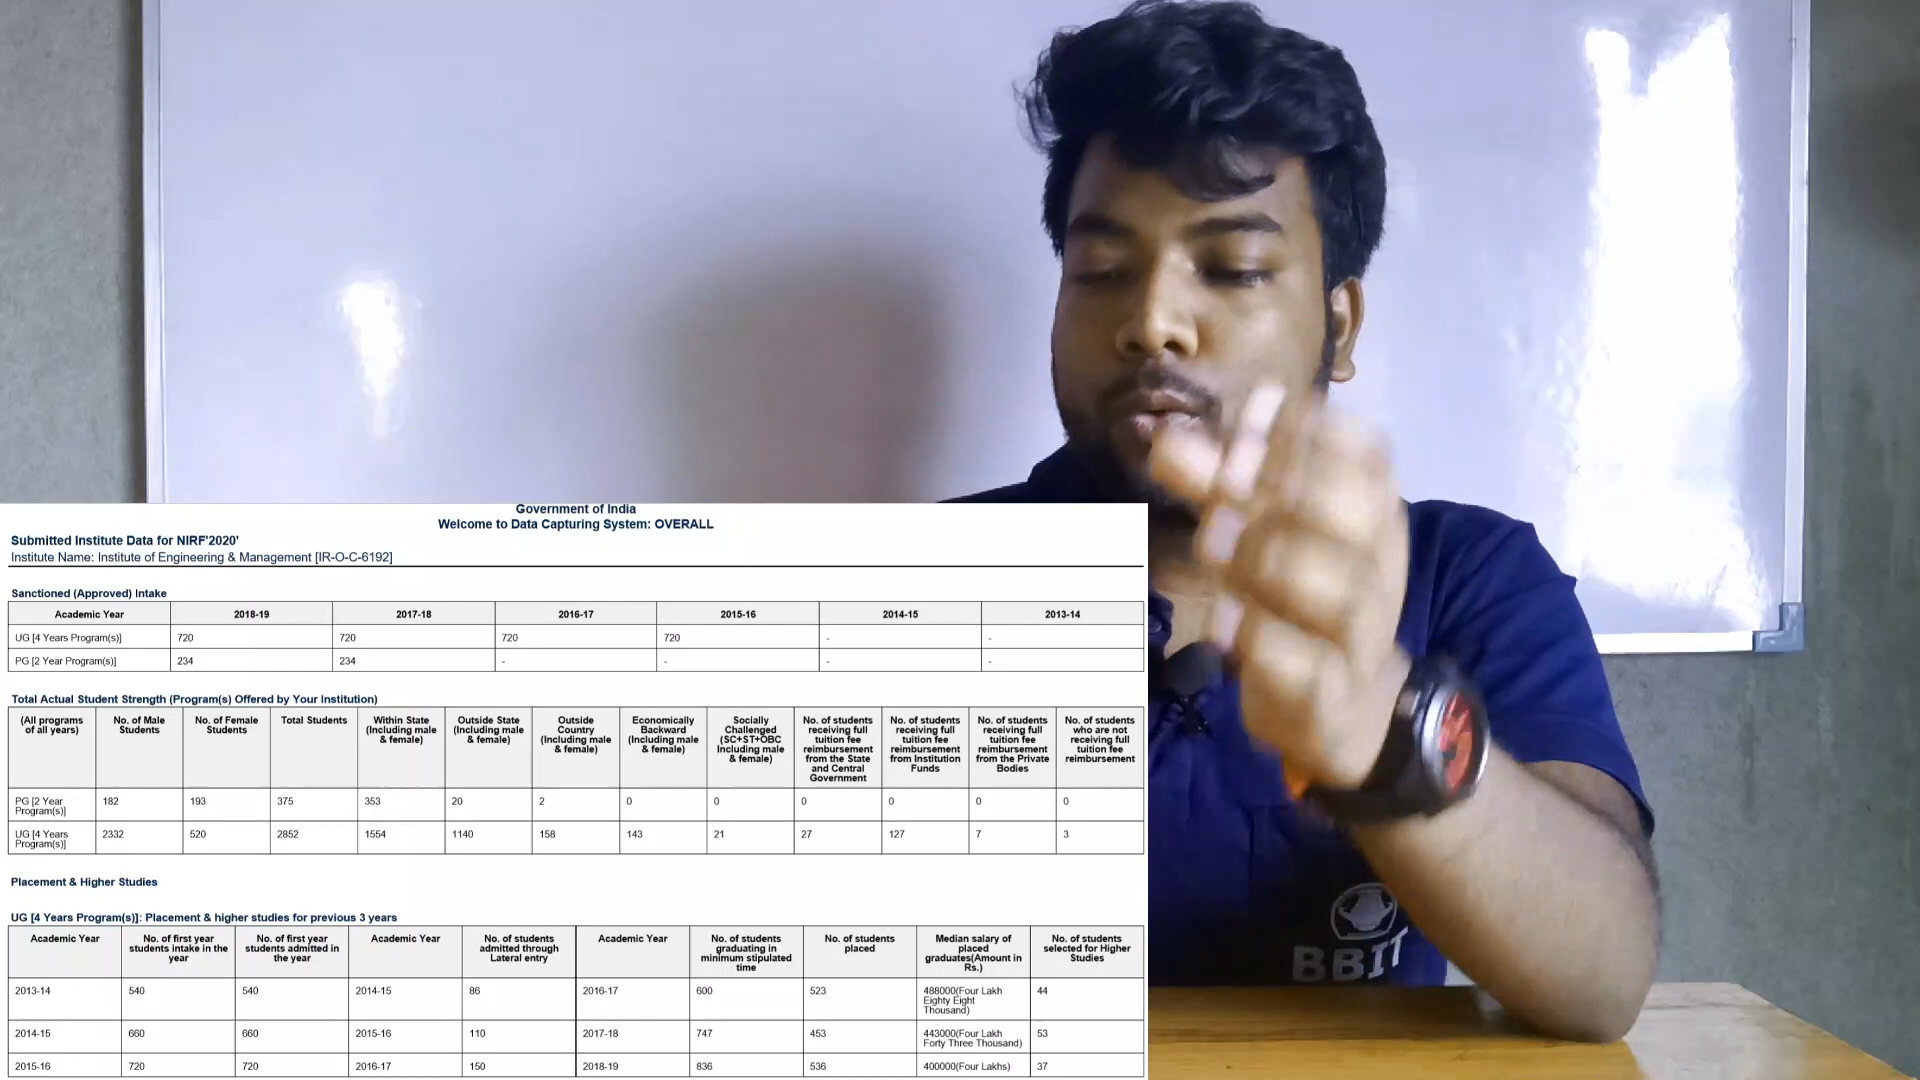 Government of India
Welcome to Data Capturing System: OVERALL
Submitted Institute Data for NIRF'2020'
Institute Name: Institute of Engineering & Management [IR-O-C-6192]
Sanctioned (Approved) Intake
Academic Year 2018-19 2017-18 2016-17 2015-16 2014-15 2013-14
UG [4 Years Program(s)] 720 720 720 720 - -
PG [2 Year Program(s)] 234 234 - - - -
Total Actual Student Strength (Program(s) Offered by Your Institution)
(All programs of all years) No. of Male Students No. of Female Students Total Students Within State (Including male & female) Outside State (Including male & female) Outside Country (Including male & female) Economically Backward (Including male & female) Socially Challenged (SC+ST+OBC Including male & female) No. of students receiving full tuition fee reimbursement from the State and Central Government No. of students receiving full tuition fee reimbursement from Institution Funds No. of students receiving full tuition fee reimbursement from the Private Bodies No. of students who are not receiving full tuition fee reimbursement
PG [2 Year Program(s)] 182 193 375 353 20 2 0 0 0 0 0 0
UG [4 Years Program(s)] 2332 520 2852 1554 1140 158 143 21 27 127 7 3
Placement & Higher Studies
UG [4 Years Program(s)]: Placement & higher studies for previous 3 years
Academic Year No. of first year students intake in the year No. of first year students admitted in the year Academic Year No. of students admitted through Lateral entry Academic Year No. of students graduating in minimum stipulated time No. of students placed Median salary of placed graduates(Amount in Rs.) No. of students selected for Higher Studies
2013-14 540 540 2014-15 86 2016-17 600 523 488000(Four Lakh Eighty Eight Thousand) 44
2014-15 660 660 2015-16 110 2017-18 747 453 443000(Four Lakh Forty Three Thousand) 53
2015-16 720 720 2016-17 150 2018-19 836 536 400000(Four Lakhs) 37
BBIT